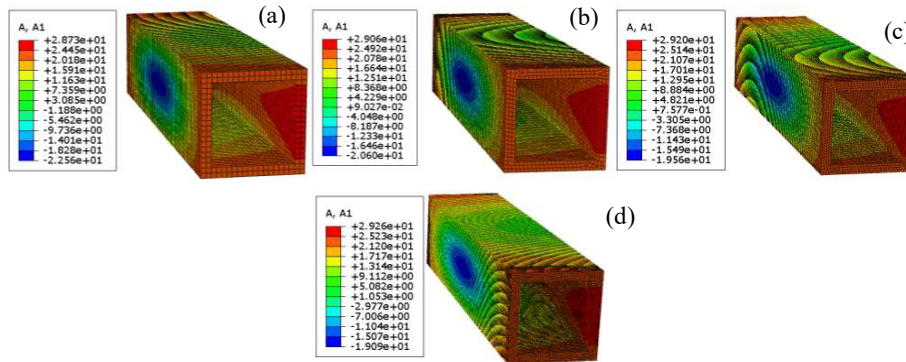 (a)
A, A1
+2.873e+01
+2.445e+01
+2.018e+01
+1.591e+01
+1.163e+01
+7.359e+00
+3.085e+00
-1.188e+00
-5.462e+00
-9.736e+00
-1.401e+01
-1.828e+01
-2.256e+01
(b)
A, A1
+2.906e+01
+2.492e+01
+2.078e+01
+1.664e+01
+1.251e+01
+8.368e+00
+4.229e+00
+9.027e-02
-4.048e+00
-8.187e+00
-1.233e+01
-1.646e+01
-2.060e+01
(c)
A, A1
+2.920e+01
+2.514e+01
+2.107e+01
+1.701e+01
+1.295e+01
+8.884e+00
+4.821e+00
+7.577e-01
-3.305e+00
-7.368e+00
-1.143e+01
-1.549e+01
-1.956e+01
(d)
A, A1
+2.926e+01
+2.523e+01
+2.120e+01
+1.717e+01
+1.314e+01
+9.112e+00
+5.082e+00
+1.053e+00
-2.977e+00
-7.006e+00
-1.104e+01
-1.507e+01
-1.909e+01